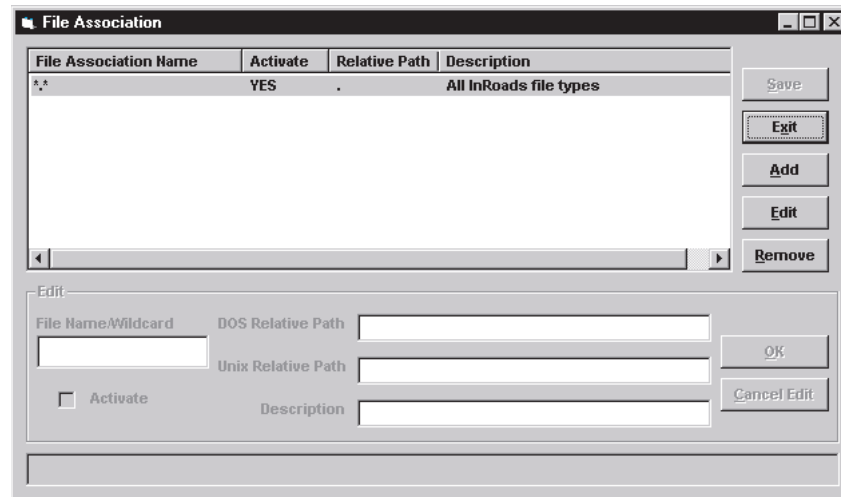 File Association
File Association Name Activate Relative Path Description
*.* YES . All InRoads file types
Save
Exit
Add
Edit
Remove
Edit
File Name/Wildcard
DOS Relative Path
Unix Relative Path
Activate
Description
OK
Cancel Edit